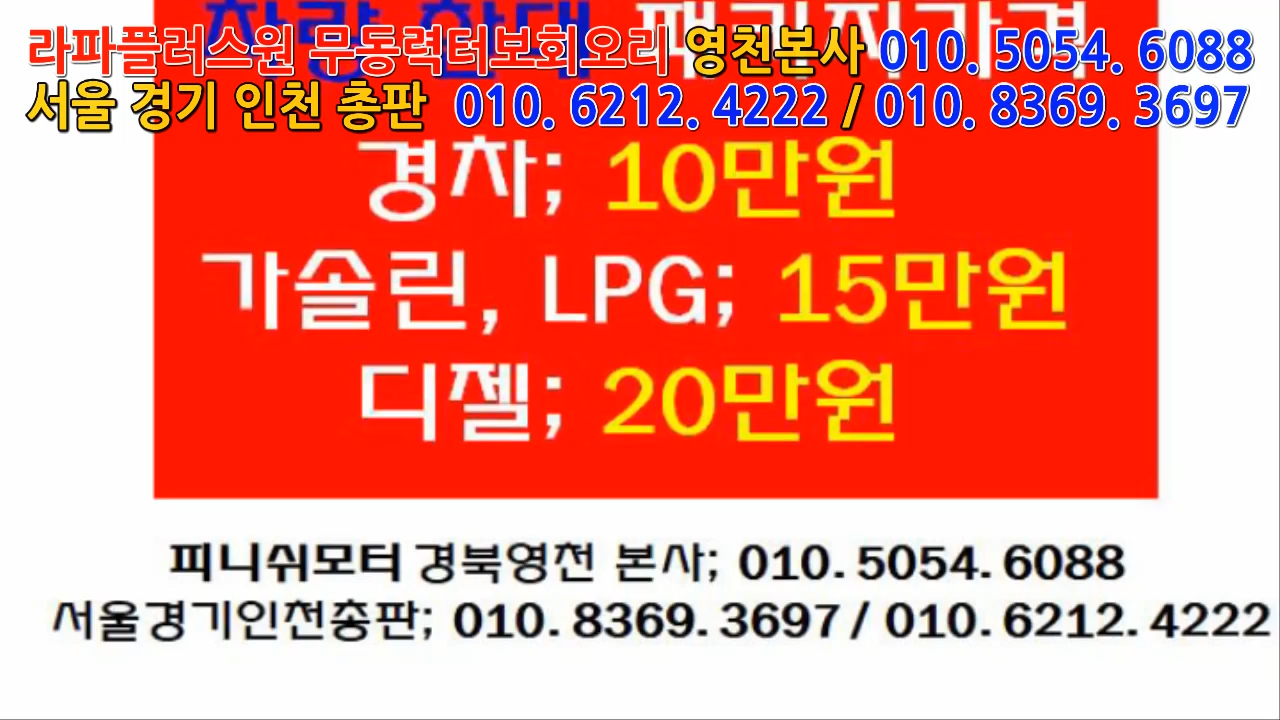 라파플러스원 무동력터보회오리 영천본사 010. 5054. 6088
서울 경기 인천 총판 010. 6212. 4222 / 010. 8369. 3697
경차; 10만원
가솔린, LPG; 15만원
디젤; 20만원
피니쉬모터 경북영천 본사; 010. 5054. 6088
서울경기인천총판; 010. 8369. 3697 / 010. 6212. 4222